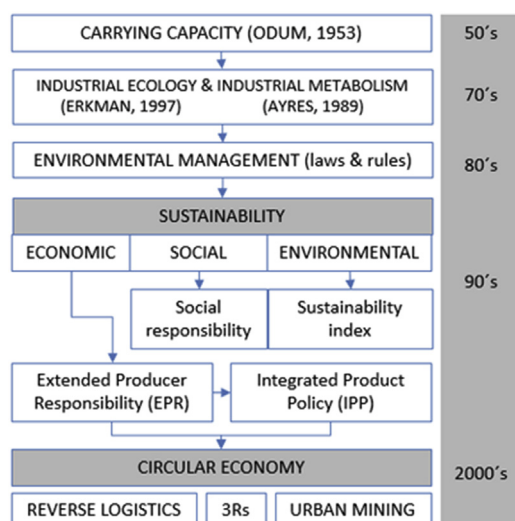 CARRYING CAPACITY (ODUM, 1953)
50´s
INDUSTRIAL ECOLOGY & INDUSTRIAL METABOLISM
(ERKMAN, 1997) (AYRES, 1989)
70´s
ENVIRONMENTAL MANAGEMENT (laws & rules)
80´s
SUSTAINABILITY
ECONOMIC SOCIAL ENVIRONMENTAL
90´s
Social
responsibility
Sustainability
index
Extended Producer
Responsibility (EPR)
Integrated Product
Policy (IPP)
CIRCULAR ECONOMY
2000´s
REVERSE LOGISTICS 3Rs URBAN MINING